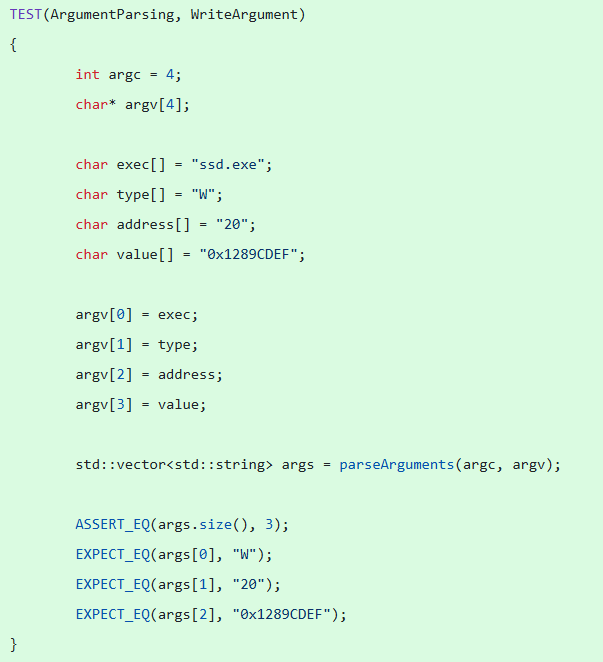 TEST(ArgumentParsing, WriteArgument)
{
int argc = 4;
char* argv[4];
char exec[] = "ssd.exe";
char type[] = "W";
char address[] = "20";
char value[] = "0x1289CDEF";
argv[0] = exec;
argv[1] = type;
argv[2] = address;
argv[3] = value;
std::vector<std::string> args = parseArguments(argc, argv);
ASSERT_EQ(args.size(), 3);
EXPECT_EQ(args[0], "W");
EXPECT_EQ(args[1], "20");
EXPECT_EQ(args[2], "0x1289CDEF");
}